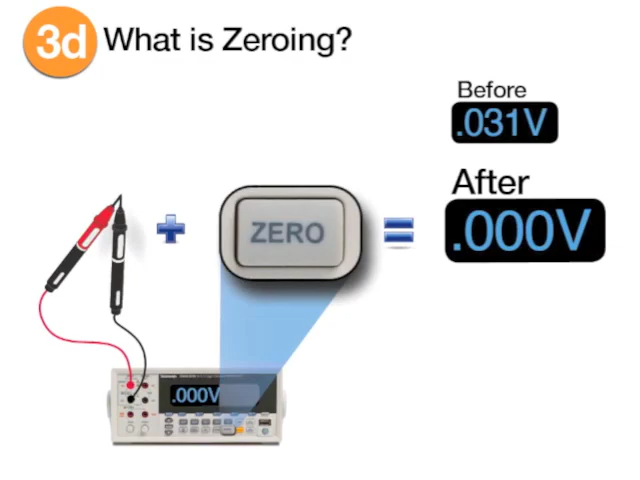 3d What is Zeroing?
Before
.031V
After
.000V
ZERO
.000V